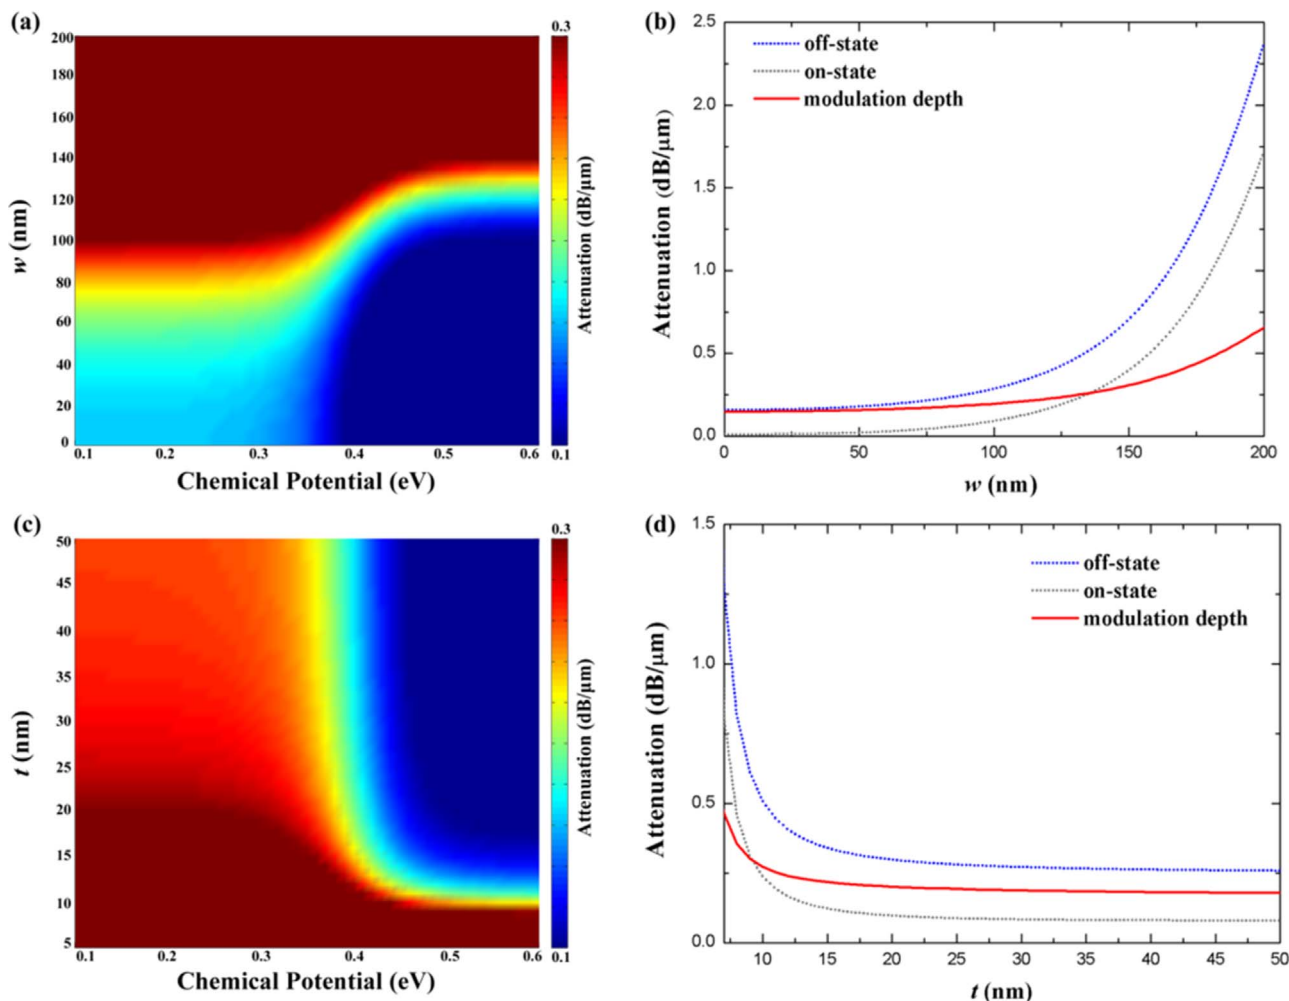 (a)
0.3
200
180
160
140
120
100
80
60
40
20
0
w (nm)
0.1 0.2 0.3 0.4 0.5 0.6
0.1
Chemical Potential (eV)
Attenuation (dB/μm)
(b)
off-state
on-state
modulation depth
2.5
2.0
1.5
1.0
0.5
0.0
Attenuation (dB/μm)
0 50 100 150 200
w (nm)
(c)
0.3
50
45
40
35
30
25
20
15
10
5
t (nm)
0.1 0.2 0.3 0.4 0.5 0.6
0.1
Chemical Potential (eV)
Attenuation (dB/μm)
(d)
off-state
on-state
modulation depth
1.5
1.0
0.5
0.0
Attenuation (dB/μm)
10 15 20 25 30 35 40 45 50
t (nm)